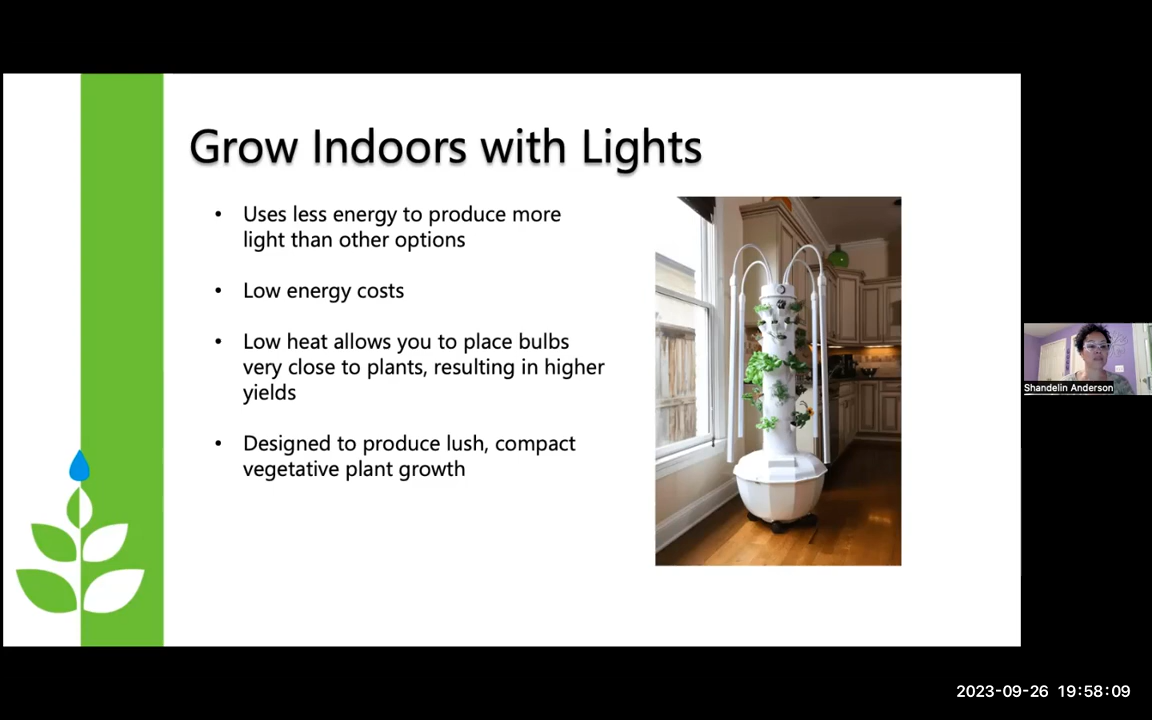 Grow Indoors with Lights
• Uses less energy to produce more
light than other options
• Low energy costs
• Low heat allows you to place bulbs
very close to plants, resulting in higher
yields
• Designed to produce lush, compact
vegetative plant growth
Shandelin Anderson
2023-09-26 19:58:09